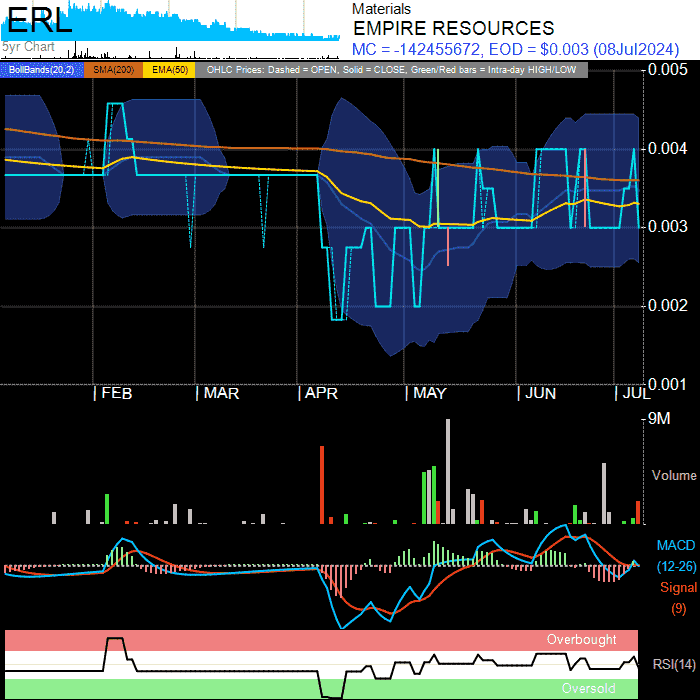 ERL
5yr Chart
Materials
EMPIRE RESOURCES
MC = -142455672, EOD = $0.003 (08Jul2024)
BollBands(20,2) SMA(200) EMA(50) OHLC Prices: Dashed = OPEN, Solid = CLOSE, Green/Red bars = Intra-day HIGH/LOW
0.005
0.004
0.003
0.002
0.001
| FEB | MAR | APR | MAY | JUN | JUL
9M
Volume
MACD
(12-26)
Signal
(9)
Overbought
RSI(14)
Oversold